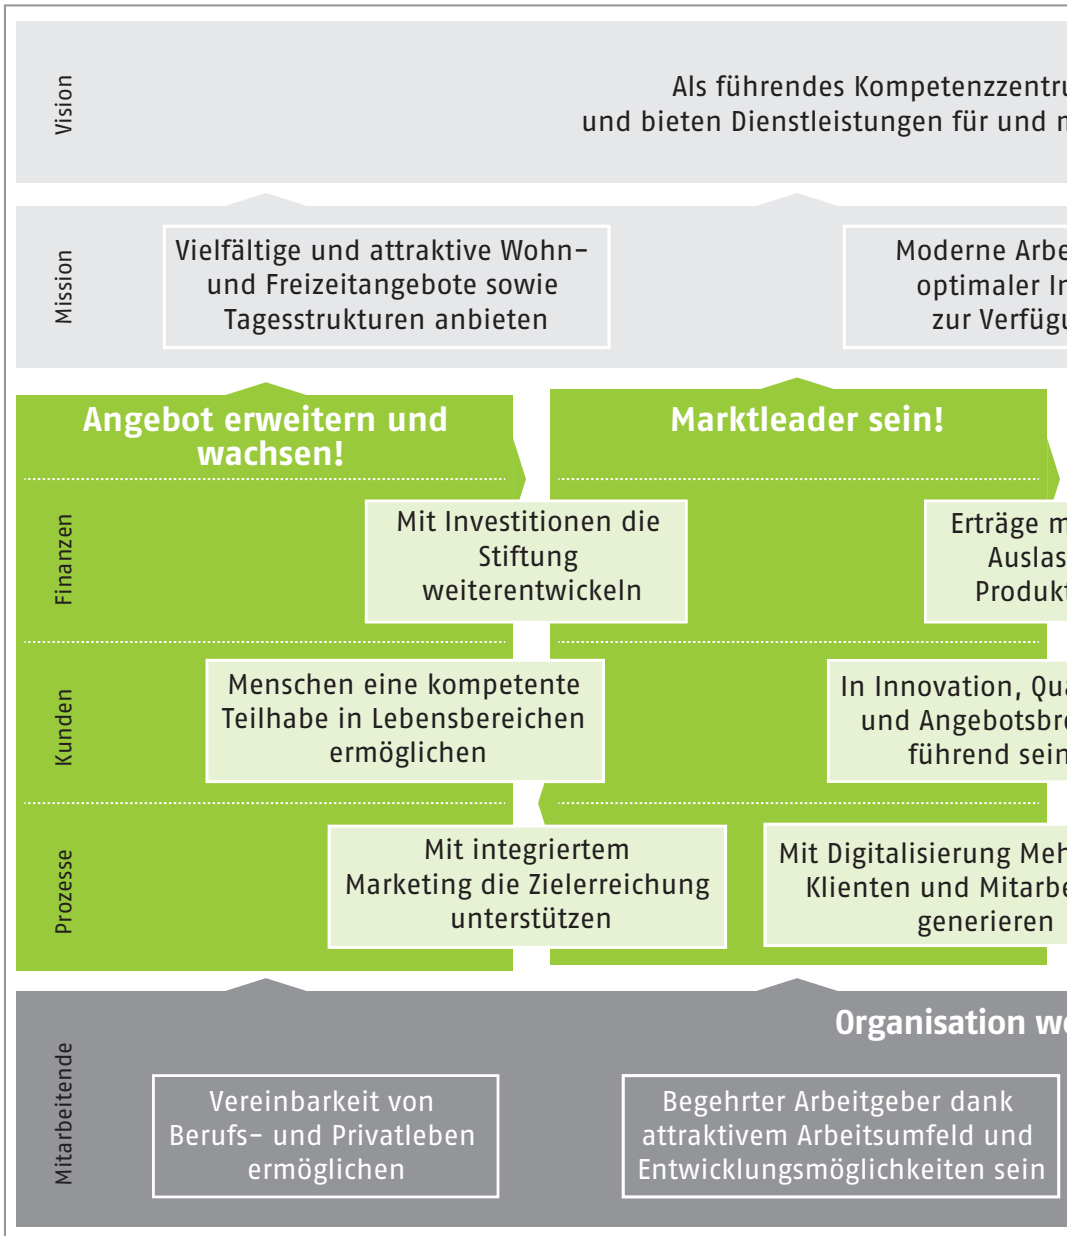 Vision
Als führendes Kompetenzzentru
und bieten Dienstleistungen für und
Mission
Vielfältige und attraktive Wohn-
und Freizeitangebote sowie
Tagesstrukturen anbieten
Moderne Arbe
optimaler
zur Verfügu
Angebot erweitern und
wachsen!
Marktleader sein!
Finanzen
Mit Investitionen die
Stiftung
weiterentwickeln
Erträge
Auslas
Produkt
Kunden
Menschen eine kompetente
Teilhabe in Lebensbereichen
ermöglichen
In Innovation, Qua
und Angebotsbre
führend sein
Prozesse
Mit integriertem
Marketing die Zielerreichung
unterstützen
Mit Digitalisierung Meh
Klienten und Mitarbe
generieren
Organisation we
Mitarbeitende
Vereinbarkeit von
Berufs- und Privatleben
ermöglichen
Begehrter Arbeitgeber dank
attraktivem Arbeitsumfeld und
Entwicklungsmöglichkeiten sein